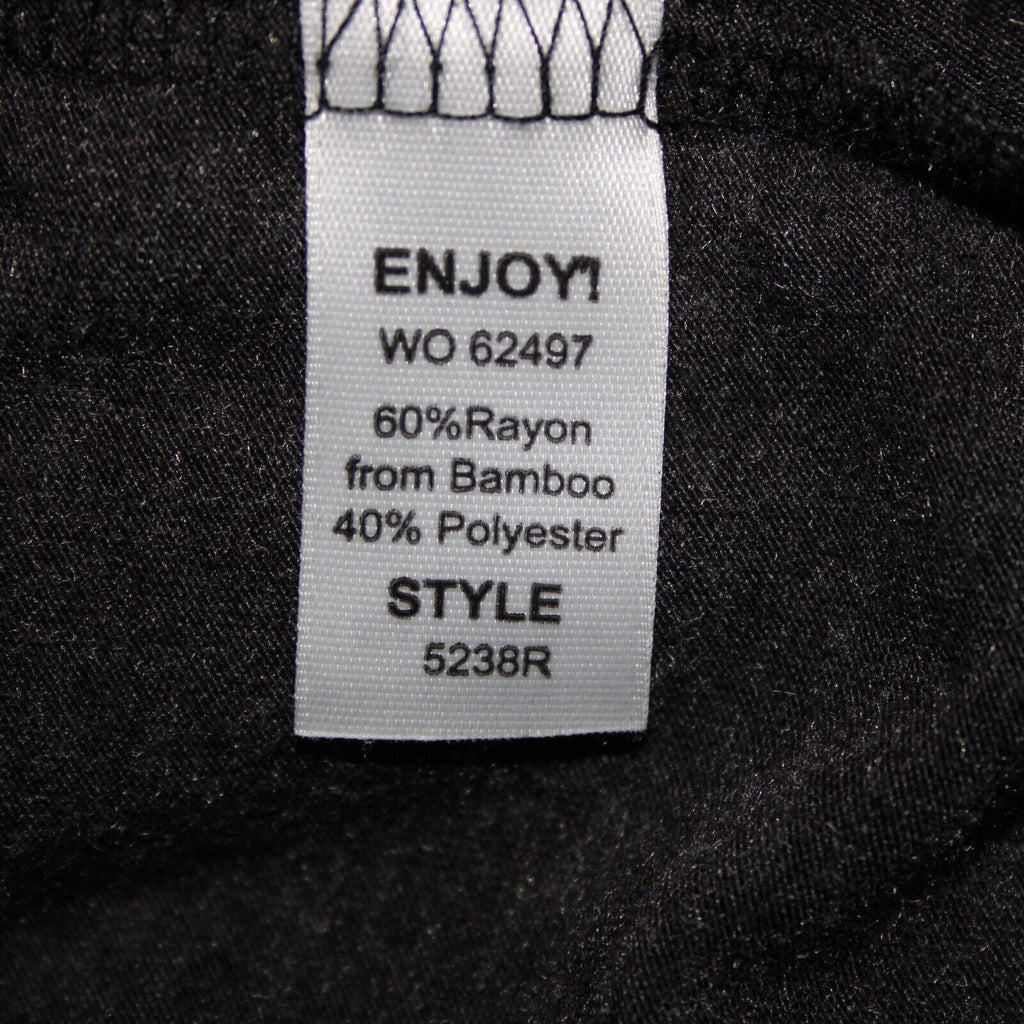 ENJOY!
WO 62497
60%Rayon
from Bamboo
40% Polyester
STYLE
5238R